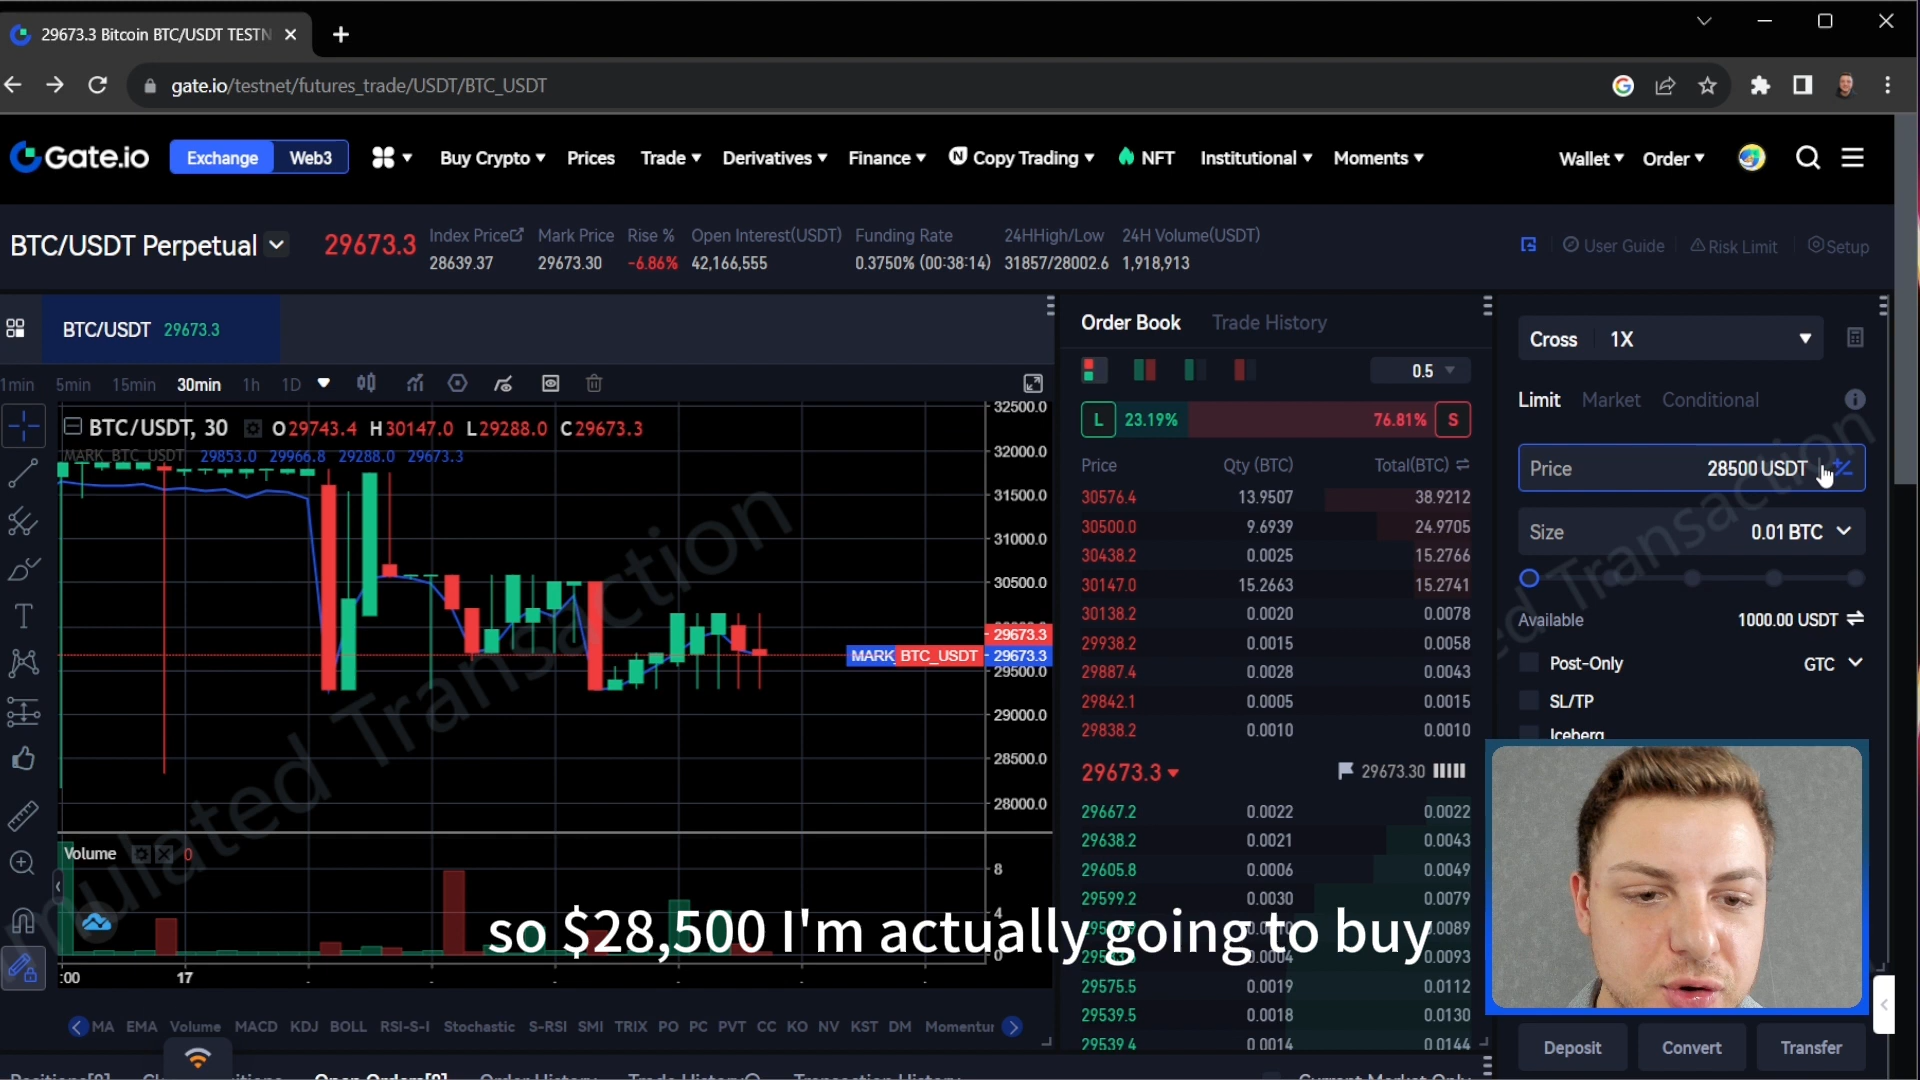 29673.3 Bitcoin BTC/USDT TESTN
gate.io/testnet/futures_trade/USDT/BTC_USDT
Gate.io Exchange Web3 Buy Crypto Prices Trade Derivatives Finance Copy Trading NFT Institutional Moments Wallet Order
BTC/USDT Perpetual 29673.3
Index Price Mark Price Rise % Open Interest(USDT) Funding Rate 24HHigh/Low 24H Volume(USDT)
28639.37 29673.30 -6.86% 42,166,555 0.3750% (00:38:14) 31857/28002.6 1,918,913
User Guide Risk Limit Setup
BTC/USDT 29673.3
1min 5min 15min 30min 1h 1D
BTC/USDT, 30 O29743.4 H30147.0 L29288.0 C29673.3
MARK_BTC_USDT 29853.0 29966.8 29288.0 29673.3
32500.0
32000.0
31500.0
31000.0
30500.0
29673.3
MARK_BTC_USDT 29673.3
29500.0
29000.0
28500.0
28000.0
Volume 0
8
4
0
:00 17
MA EMA Volume MACD KDJ BOLL RSI-S-I Stochastic S-RSI SMI TRIX PO PC PVT CC KO NV KST DM Momentur
Open Orders[0] Order History
Order Book Trade History
0.5
L 23.19% 76.81% S
Price Qty (BTC) Total(BTC)
30576.4 13.9507 38.9212
30500.0 9.6939 24.9705
30438.2 0.0025 15.2766
30147.0 15.2663 15.2741
30138.2 0.0020 0.0078
29938.2 0.0015 0.0058
29887.4 0.0028 0.0043
29842.1 0.0005 0.0015
29838.2 0.0010 0.0010
29673.3 29673.30
29667.2 0.0022 0.0022
29638.2 0.0021 0.0043
29605.8 0.0006 0.0049
29599.2 0.0030 0.0079
0.0089
0.0004 0.0093
29575.5 0.0019 0.0112
29539.5 0.0018 0.0130
29539.4 0.0014 0.0144
Cross 1X
Limit Market Conditional
Price 28500 USDT
Size 0.01 BTC
Available 1000.00 USDT
Post-Only GTC
SL/TP
Iceberg
Deposit Convert Transfer
so $28,500 I'm actually going to buy